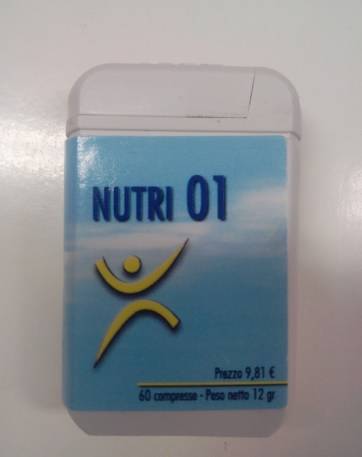 NUTRI 01
Prezzo 9,81 €
60 compresse - Peso netto 12 gr